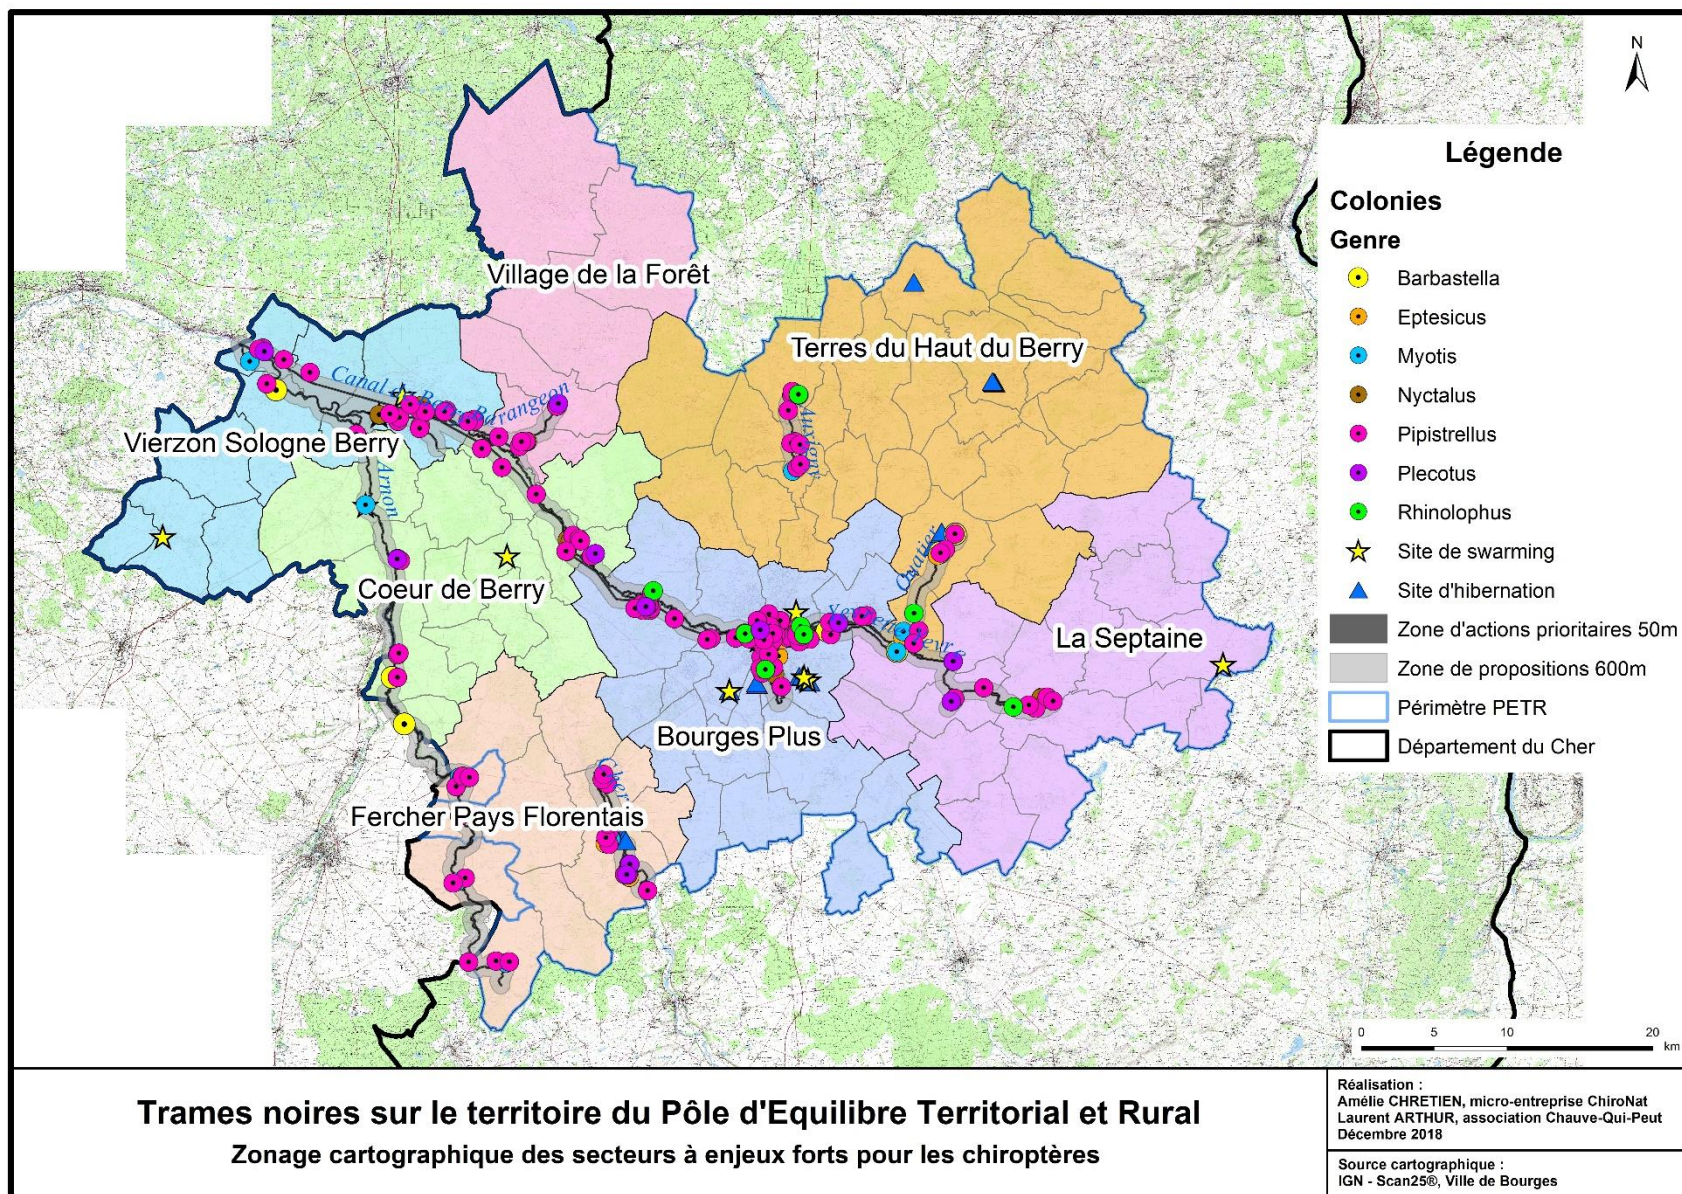 N
Légende
Colonies
Genre
Barbastella
Eptesicus
Myotis
Nyctalus
Pipistrellus
Plecotus
Rhinolophus
Site de swarming
Site d'hibernation
Zone d'actions prioritaires 50m
Zone de propositions 600m
Périmètre PETR
Département du Cher
Village de la Forêt
Terres du Haut du Berry
Vierzon Sologne Berry
Coeur de Berry
La Septaine
Bourges Plus
Fercher Pays Florentais
Canal de
Barangeon
Arnon
Auxigny
Ouatier
Cher
0 5 10 20
km
Trames noires sur le territoire du Pôle d'Equilibre Territorial et Rural
Zonage cartographique des secteurs à enjeux forts pour les chiroptères
Réalisation :
Amélie CHRETIEN, micro-entreprise ChiroNat
Laurent ARTHUR, association Chauve-Qui-Peut
Décembre 2018
Source cartographique :
IGN - Scan25®, Ville de Bourges